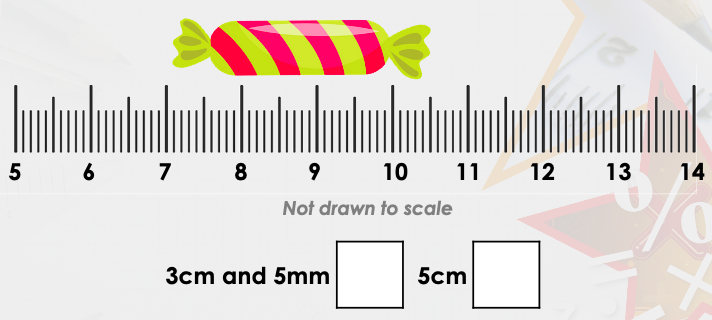 5 6 7 8 9 10 11 12 13 14
Not drawn to scale
3cm and 5mm 5cm